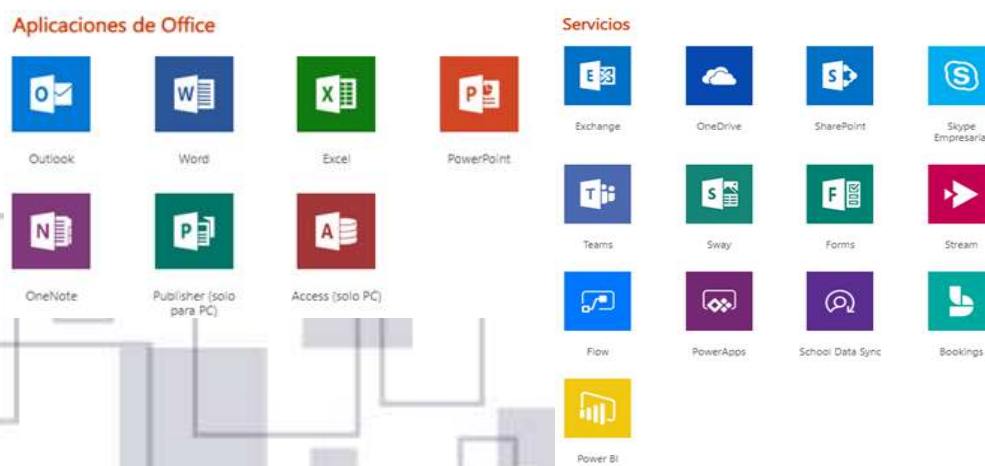 Aplicaciones de Office
Outlook
Word
Excel
PowerPoint
OneNote
Publisher (solo
para PC)
Access (solo PC)
Servicios
Exchange
OneDrive
SharePoint
Skype
Empresaria
Teams
Sway
Forms
Stream
Flow
PowerApps
School Data Sync
Bookings
Power BI